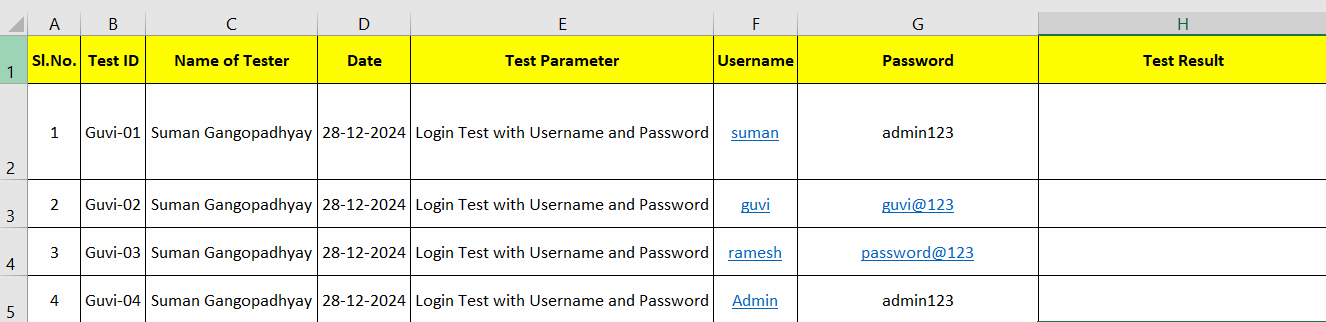 A B C D E F G H
1 Sl.No. Test ID Name of Tester Date Test Parameter Username Password Test Result
2 1 Guvi-01 Suman Gangopadhyay 28-12-2024 Login Test with Username and Password suman admin123
3 2 Guvi-02 Suman Gangopadhyay 28-12-2024 Login Test with Username and Password guvi guvi@123
4 3 Guvi-03 Suman Gangopadhyay 28-12-2024 Login Test with Username and Password ramesh password@123
5 4 Guvi-04 Suman Gangopadhyay 28-12-2024 Login Test with Username and Password Admin admin123